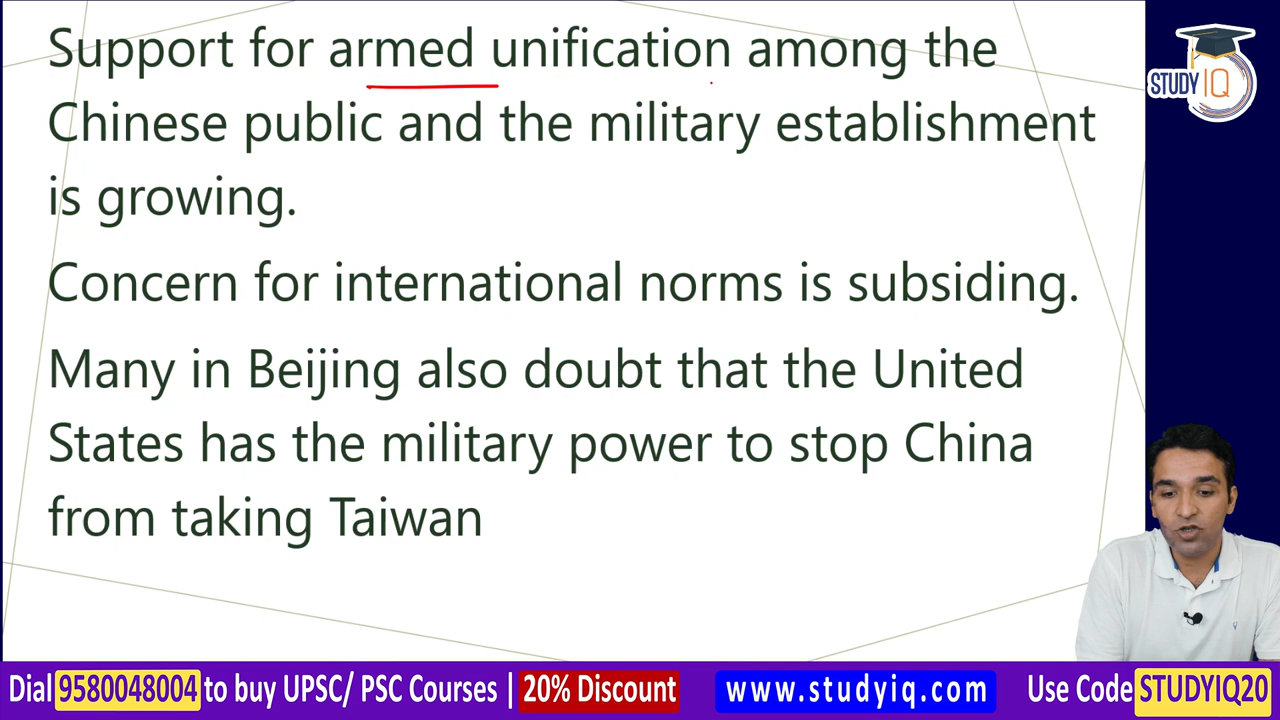 Support for armed unification among the
Chinese public and the military establishment
is growing.
Concern for international norms is subsiding.
Many in Beijing also doubt that the United
States has the military power to stop China
from taking Taiwan
STUDY IQ
Dial 9580048004 to buy UPSC/ PSC Courses | 20% Discount www.studyiq.com Use Code STUDYIQ20